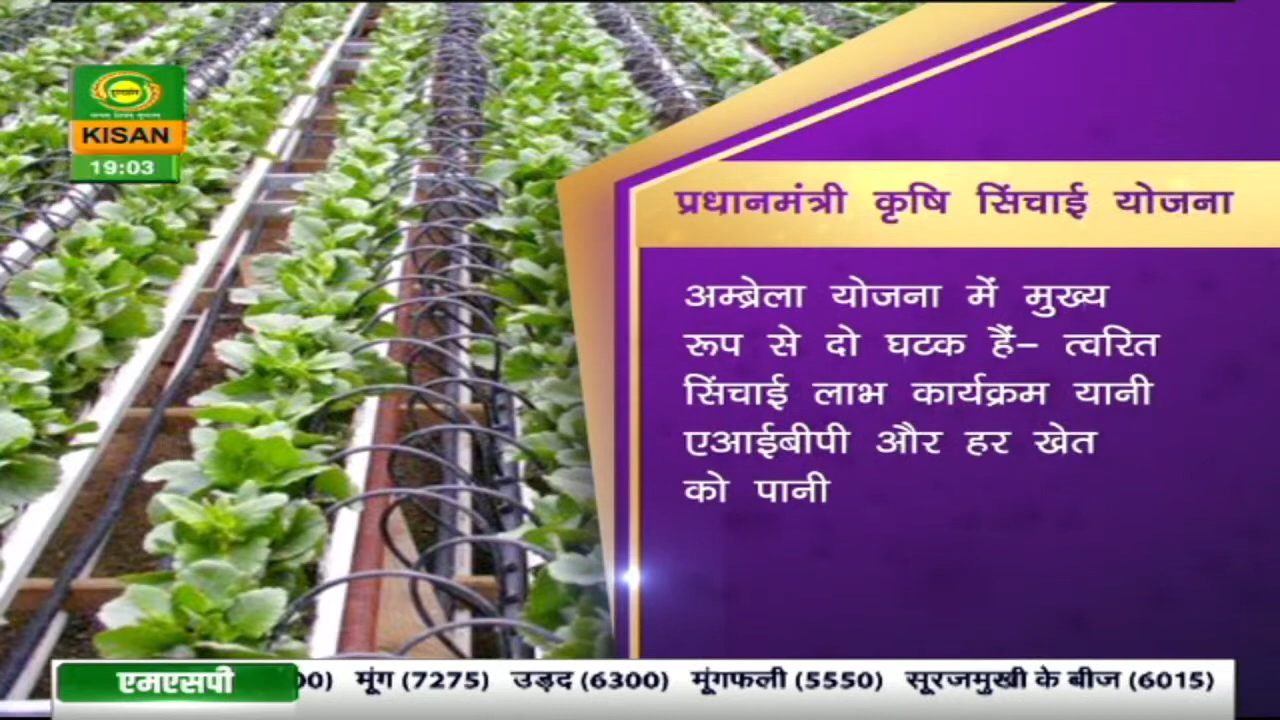 KISAN
19:03
प्रधानमंत्री कृषि सिंचाई योजना
अम्ब्रेला योजना में मुख्य
रूप से दो घटक हैं– त्वरित
सिंचाई लाभ कार्यक्रम यानी
एआईबीपी और हर खेत
को पानी
एमएसपी 00) मूंग (7275) उड़द (6300) मूंगफली (5550) सूरजमुखी के बीज (6015)